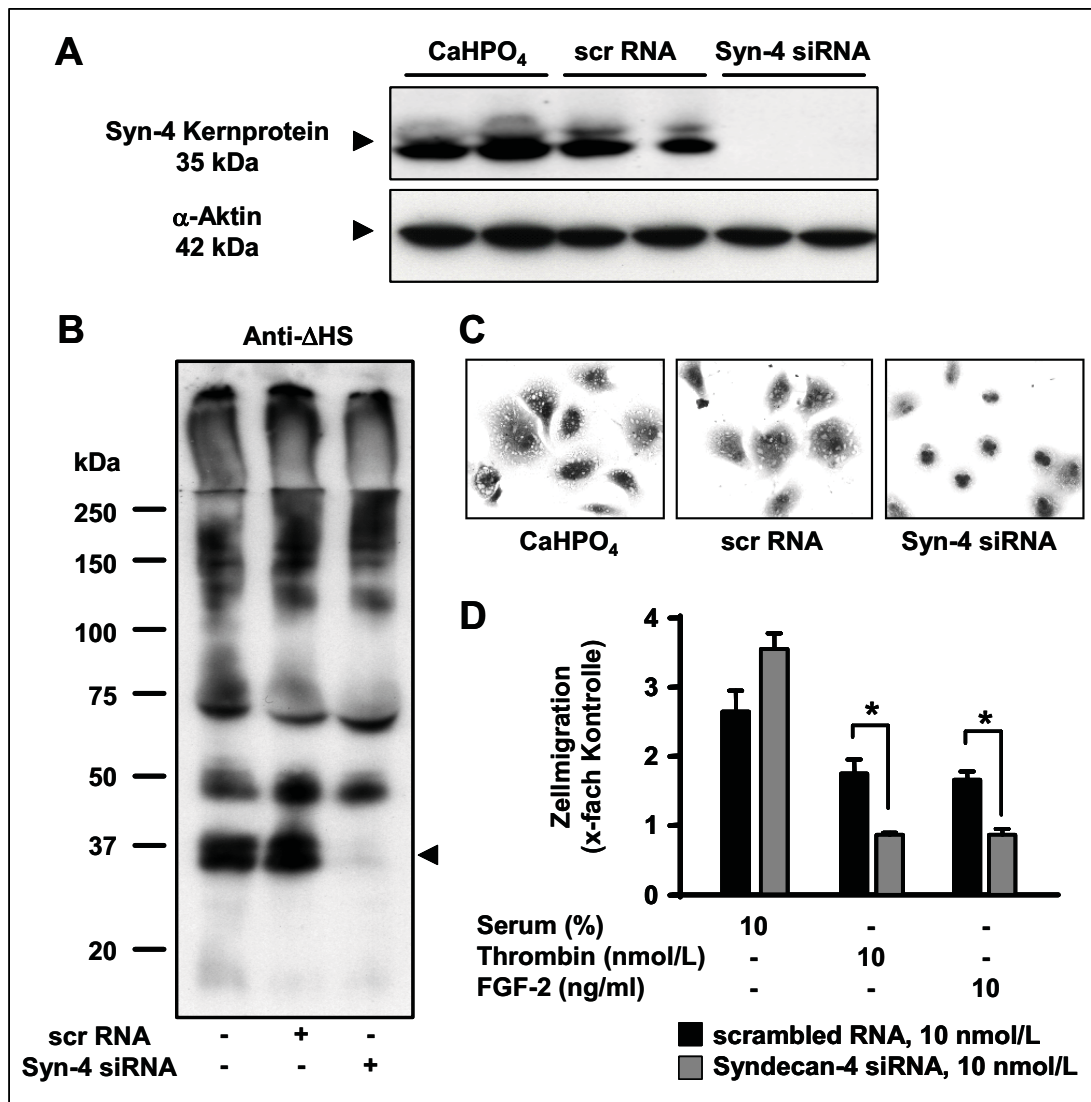 A
CaHPO4 scr RNA Syn-4 siRNA
Syn-4 Kernprotein
35 kDa
α-Aktin
42 kDa
B
Anti-ΔHS
kDa
250
150
100
75
50
37
20
scr RNA - + -
Syn-4 siRNA - - +
C
CaHPO4 scr RNA Syn-4 siRNA
D
Zellmigration
(x-fach Kontrolle)
4
3
2
1
0
Serum (%) 10 - -
Thrombin (nmol/L) - 10 -
FGF-2 (ng/ml) - - 10
* *
scrambled RNA, 10 nmol/L
Syndecan-4 siRNA, 10 nmol/L